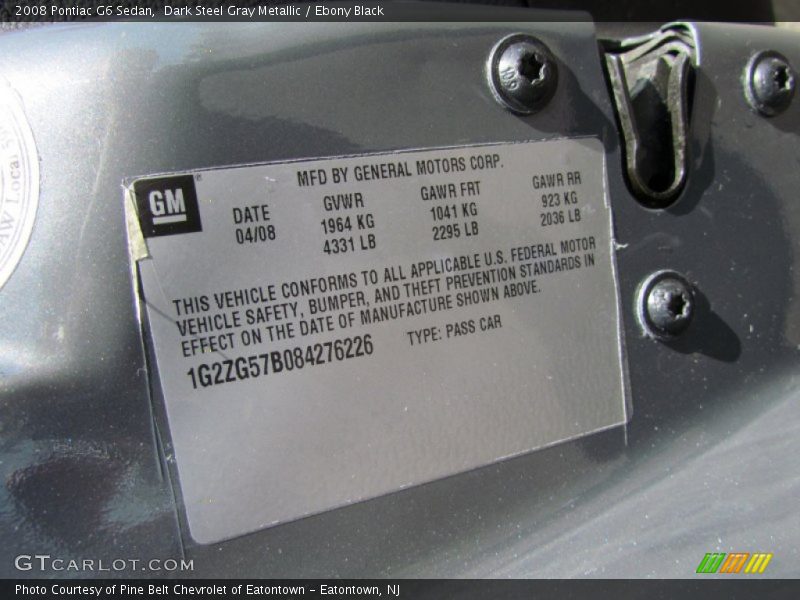 2008 Pontiac G6 Sedan,  Dark Steel Gray Metallic / Ebony Black
106
GM
MFD BY GENERAL MOTORS CORP.
DATE GVWR GAWR FRT GAWR RR
04/08 1964 KG 1041 KG 923 KG
4331 LB 2295 LB 2036 LB
THIS VEHICLE CONFORMS TO ALL APPLICABLE U.S. FEDERAL MOTOR
VEHICLE SAFETY, BUMPER, AND THEFT PREVENTION STANDARDS IN
EFFECT ON THE DATE OF MANUFACTURE SHOWN ABOVE.
1G2ZG57B084276226 TYPE: PASS CAR
AW Local
GTCARLOT.COM
Photo Courtesy of Pine Belt Chevrolet of Eatontown – Eatontown, NJ